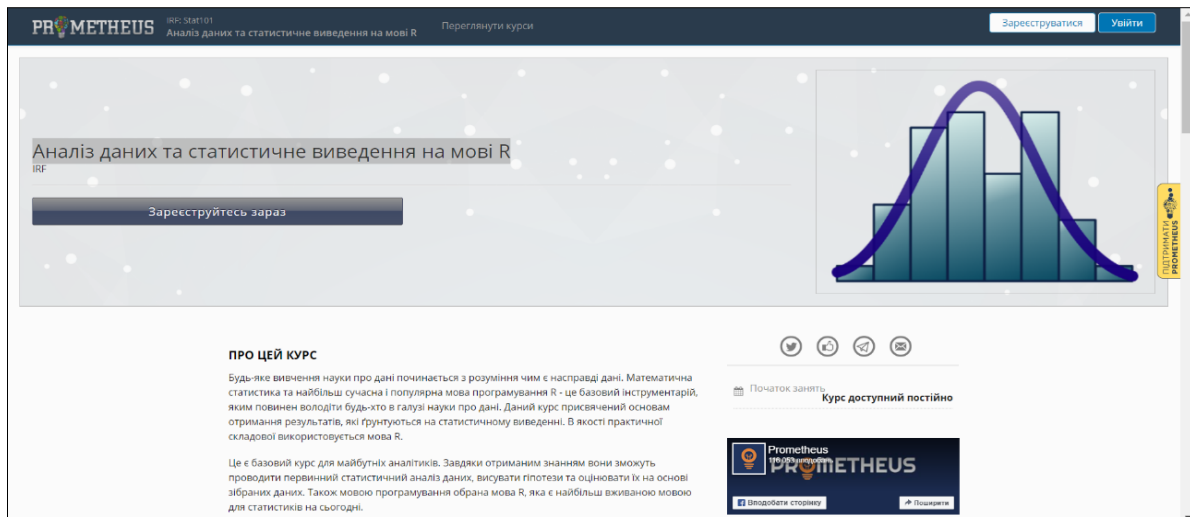 PROMETHEUS
IRF: Stat101
Аналіз даних та статистичне виведення на мові R
Переглянути курси
Зареєструватися
Увійти
Аналіз даних та статистичне виведення на мові R
IRF
Зареєструйтесь зараз
ПІДТРИМАТИ
PROMETHEUS
ПРО ЦЕЙ КУРС
Будь-яке вивчення науки про дані починається з розуміння чим є насправді дані. Математична
статистика та найбільш сучасна і популярна мова програмування R - це базовий інструментарій,
яким повинен володіти будь-хто в галузі науки про дані. Даний курс присвячений основам
отримання результатів, які ґрунтуються на статистичному виведенні. В якості практичної
складової використовується мова R.
Це є базовий курс для майбутніх аналітиків. Завдяки отриманим знанням вони зможуть
проводити первинний статистичний аналіз даних, висувати гіпотези та оцінювати їх на основі
зібраних даних. Також мовою програмування обрана мова R, яка є найбільш вживаною мовою
для статистиків на сьогодні.
Початок занять
Курс доступний постійно
Prometheus
PROMETHEUS
Вподобати сторінку
Поширити